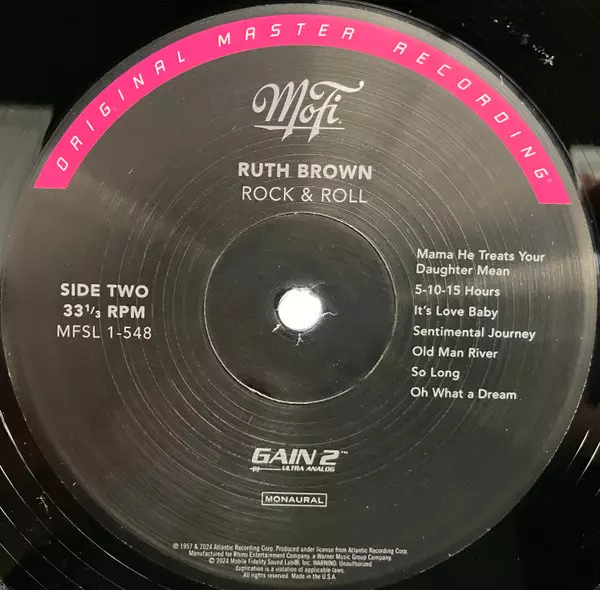 ORIGINAL MASTER RECORDING
MoFi
RUTH BROWN
ROCK & ROLL
SIDE TWO
33 1/3 RPM
MFSL 1-548
Mama He Treats Your
Daughter Mean
5-10-15 Hours
It's Love Baby
Sentimental Journey
Old Man River
So Long
Oh What a Dream
GAIN 2™
ULTRA ANALOG
MONAURAL
℗ 1957 & 2024 Atlantic Recording Corp. Produced under license from Atlantic Recording Corp.
Manufactured for Rhino Entertainment Company, a Warner Music Group Company.
© 2024 Mobile Fidelity Sound Lab®, Inc. WARNING: Unauthorized
duplication is a violation of applicable laws.
All rights reserved. Made in the U.S.A.